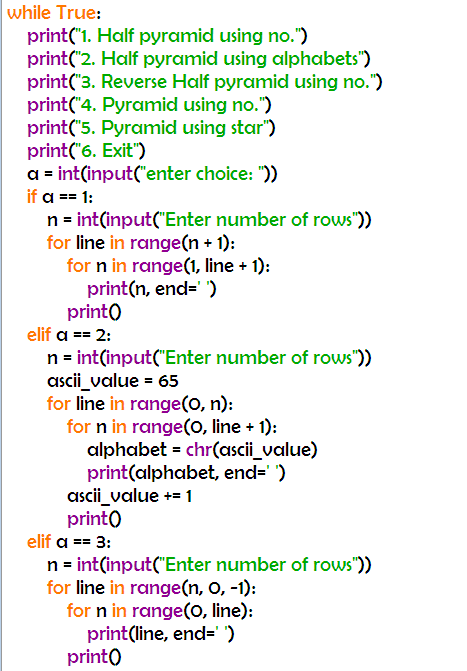 while True:
    print("1. Half pyramid using no.")
    print("2. Half pyramid using alphabets")
    print("3. Reverse Half pyramid using no.")
    print("4. Pyramid using no.")
    print("5. Pyramid using star")
    print("6. Exit")
    a = int(input("enter choice: "))
    if a == 1:
        n = int(input("Enter number of rows"))
        for line in range(n + 1):
            for n in range(1, line + 1):
                print(n, end=' ')
            print()
    elif a == 2:
        n = int(input("Enter number of rows"))
        ascii_value = 65
        for line in range(0, n):
            for n in range(0, line + 1):
                alphabet = chr(ascii_value)
                print(alphabet, end=' ')
            ascii_value += 1
            print()
    elif a == 3:
        n = int(input("Enter number of rows"))
        for line in range(n, 0, -1):
            for n in range(0, line):
                print(line, end=' ')
            print()